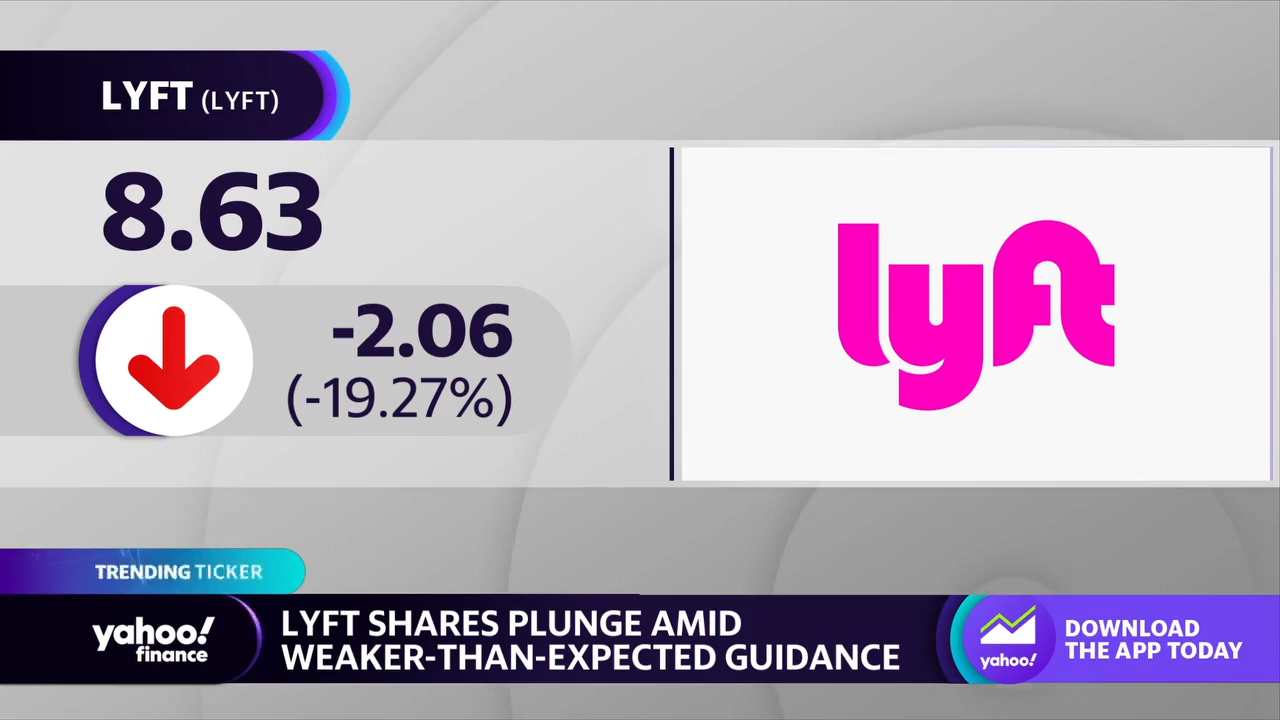 LYFT (LYFT)
8.63
-2.06
(-19.27%)
lyft
TRENDING TICKER
yahoo!
finance
LYFT SHARES PLUNGE AMID
WEAKER-THAN-EXPECTED GUIDANCE
yahoo!
DOWNLOAD
THE APP TODAY